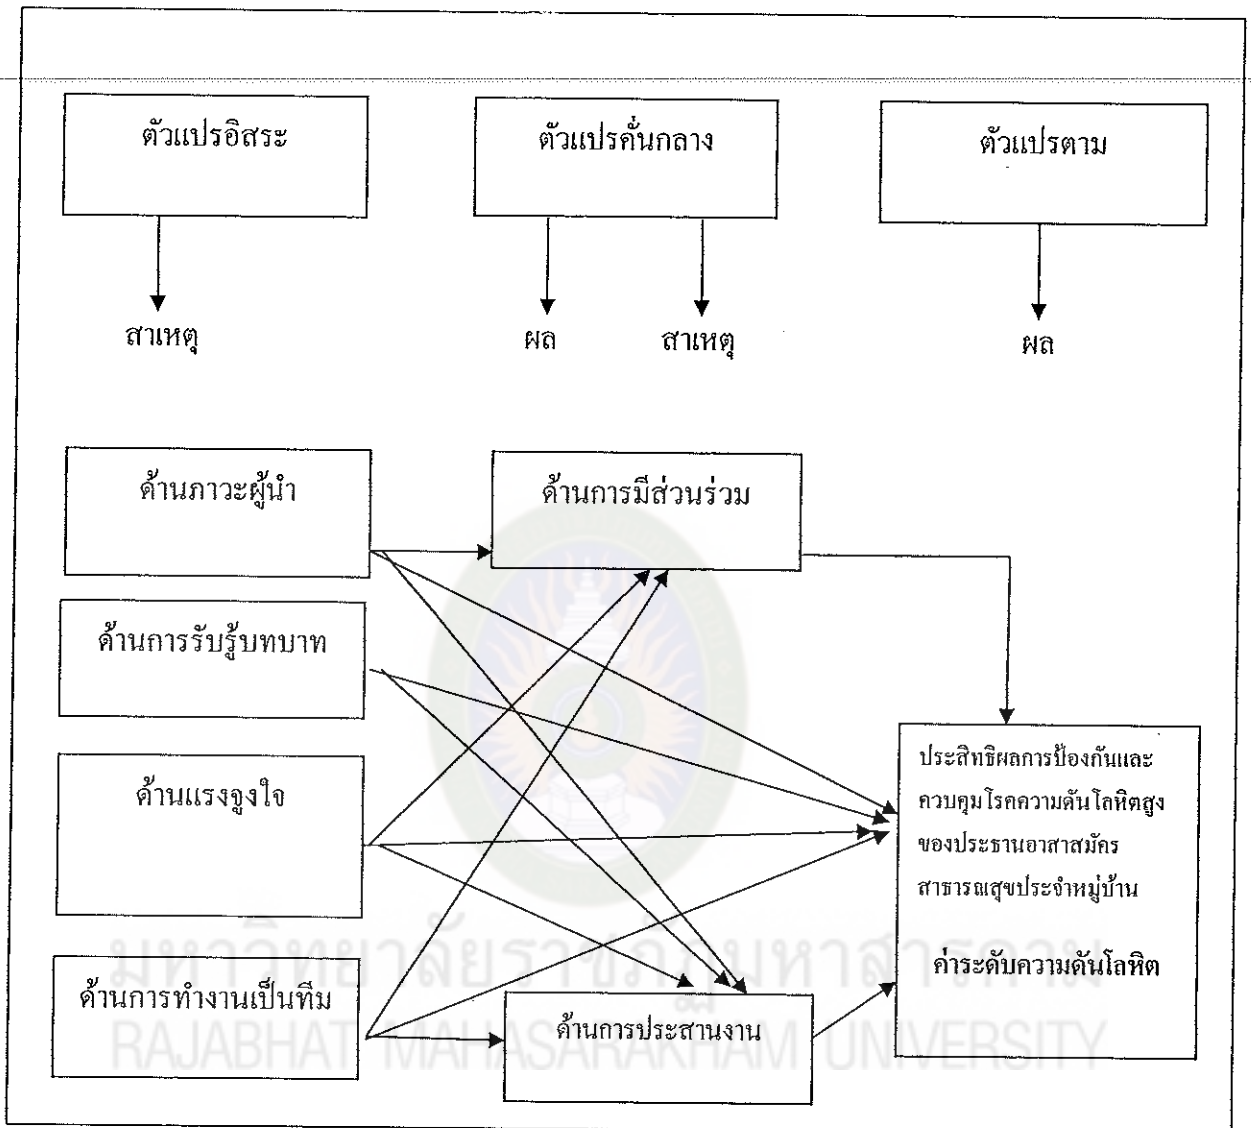 ตัวแปรอิสระ
ตัวแปรคั่นกลาง
ตัวแปรตาม
สาเหตุ
ผล
สาเหตุ
ผล
ด้านภาวะผู้นำ
ด้านการมีส่วนร่วม
ด้านการรับรู้บทบาท
ด้านแรงจูงใจ
ประสิทธิผลการป้องกันและ
ควบคุมโรคความดันโลหิตสูง
ของประธานอาสาสมัคร
สาธารณสุขประจำหมู่บ้าน
ค่าระดับความดันโลหิต
มหาวิทยาลัยราชภัฏมหาสารคาม
ด้านการทำงานเป็นทีม
ด้านการประสานงาน
RAJABHAT MAHASARAKHAM UNIVERSITY